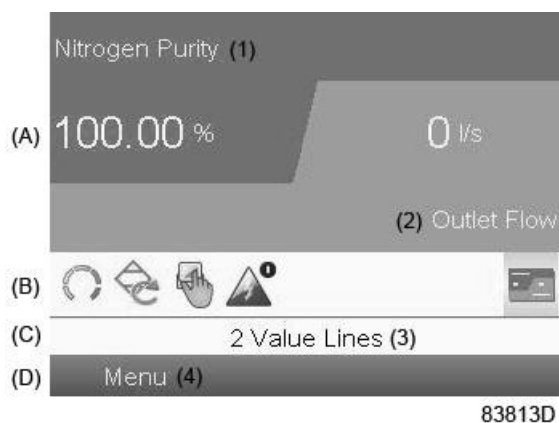 Nitrogen Purity (1)
(A) 100.00 % 0 l/s
(2) Outlet Flow
(B)
(C) 2 Value Lines (3)
(D) Menu (4)
83813D